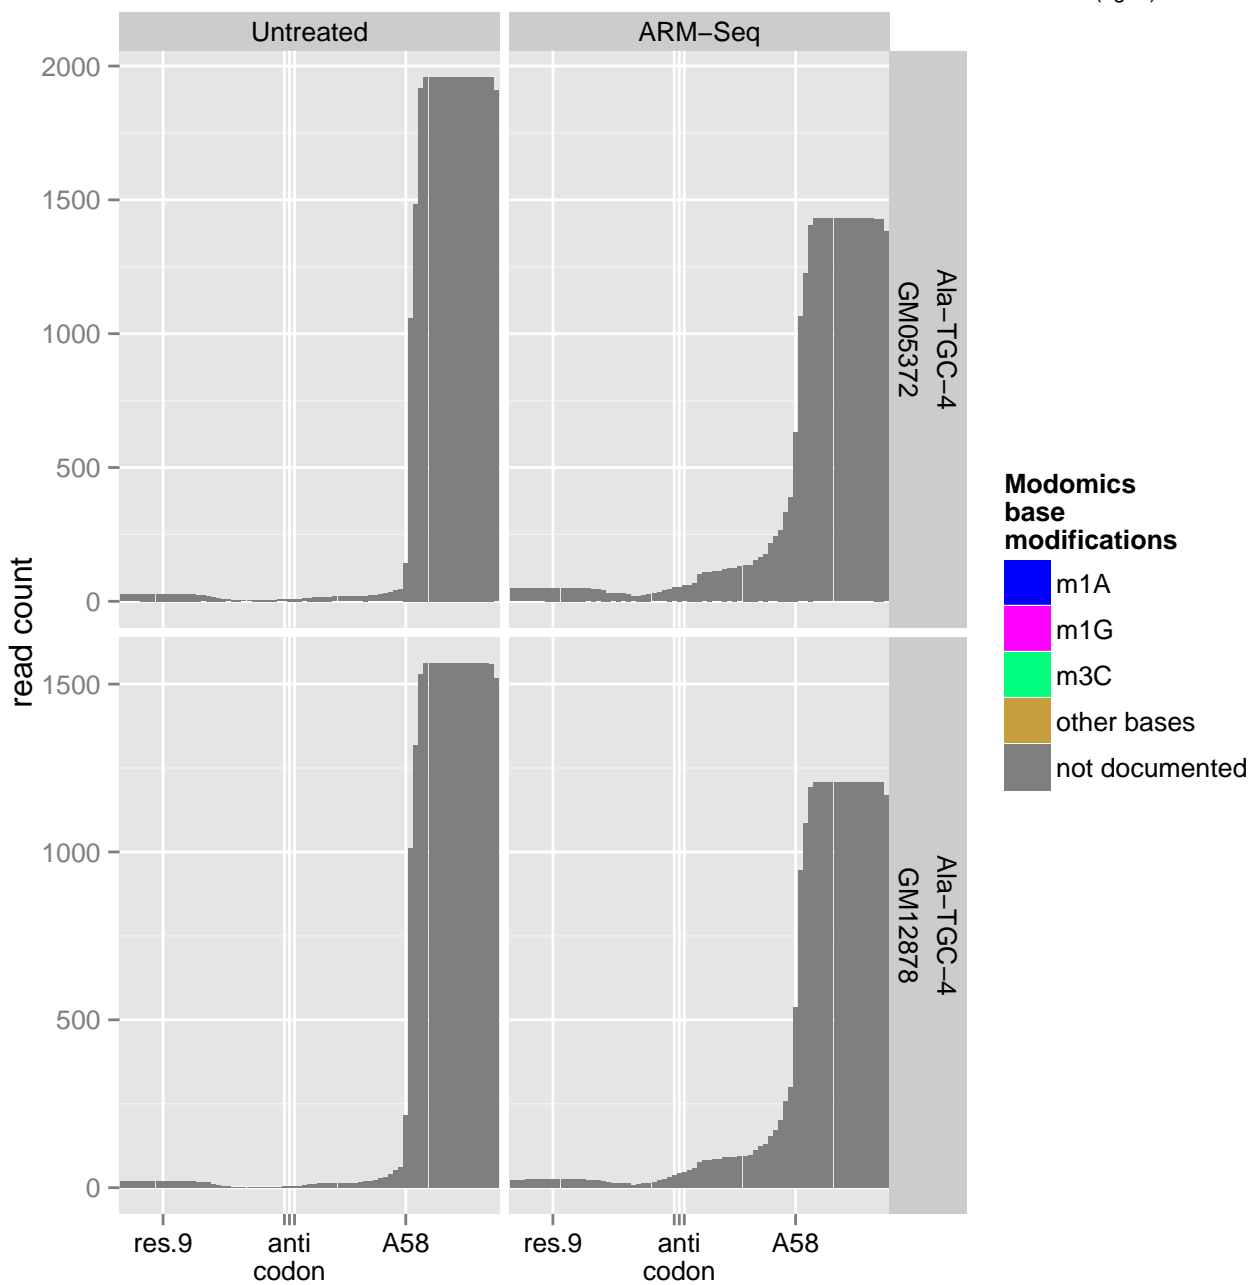 Untreated
ARM−Seq
read count
2000
1500
1000
500
0
Ala−TGC−4
GM05372
1500
1000
500
0
Ala−TGC−4
GM12878
res.9
anti
codon
A58
res.9
anti
codon
A58
Modomics
base
modifications
m1A
m1G
m3C
other bases
not documented